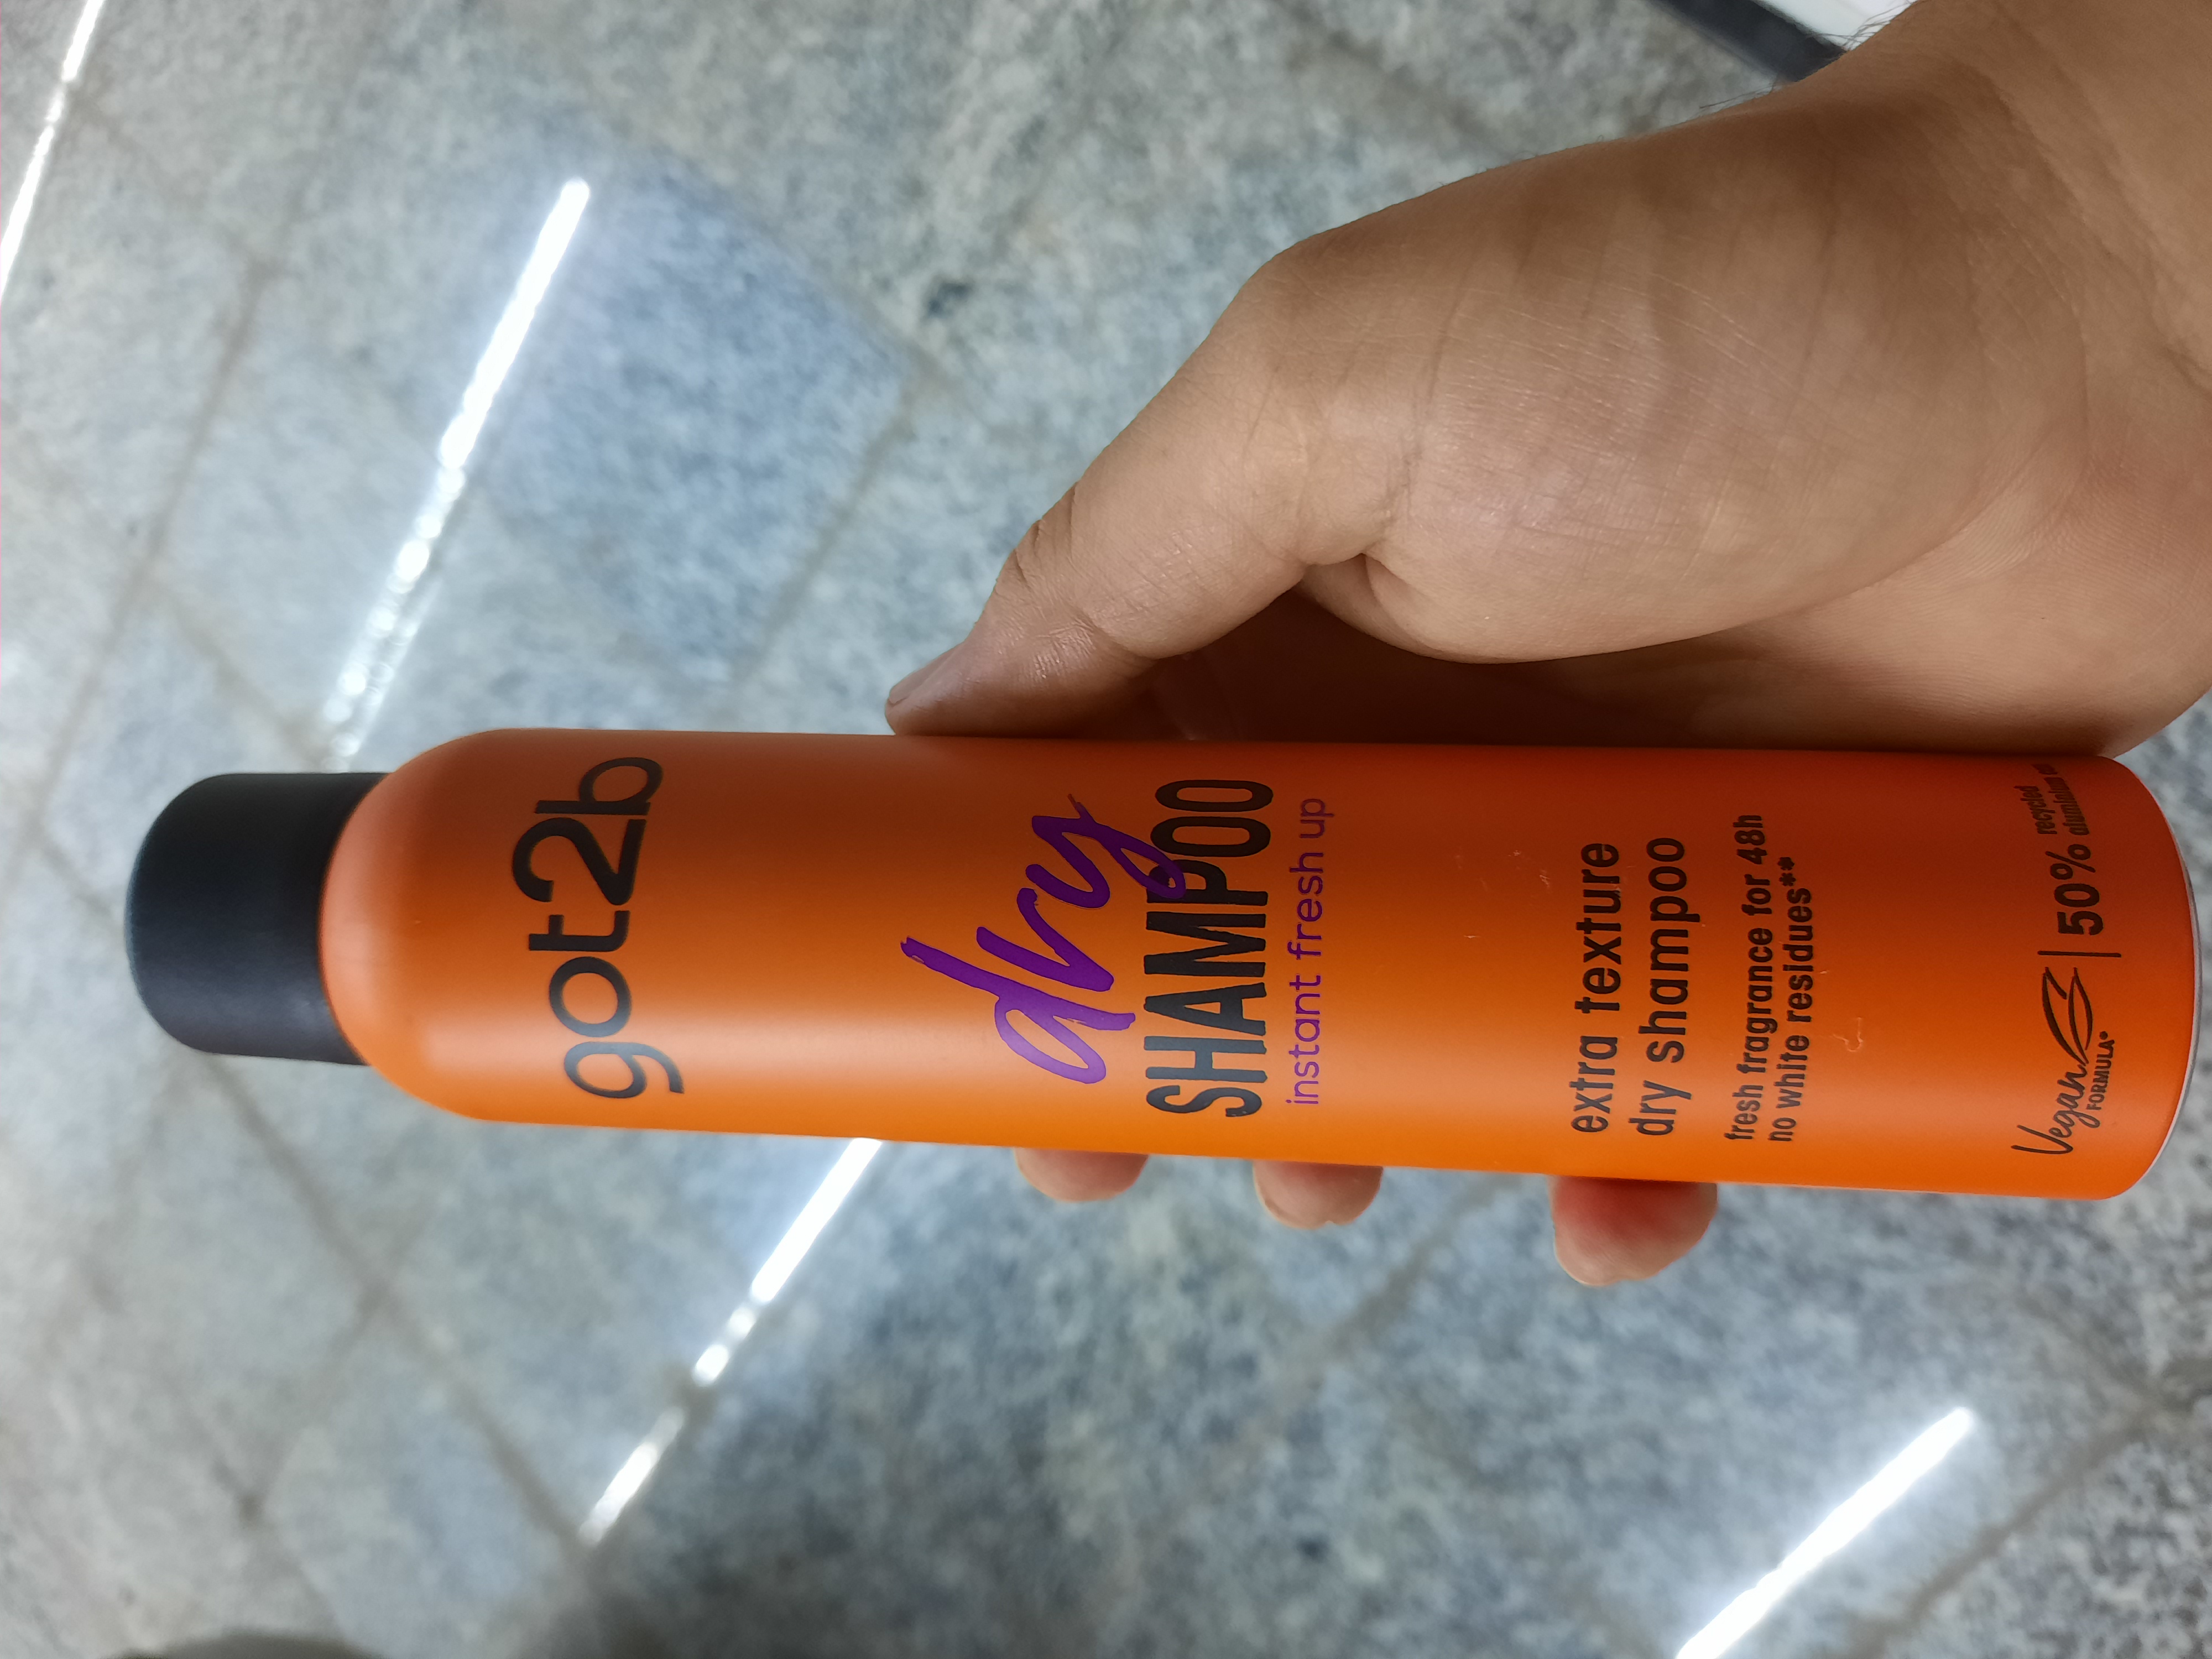 got2b
dry
SHAMPOO
instant fresh up
extra texture
dry shampoo
fresh fragrance for 48h
no white residues**
Vegan
FORMULA*
50%
recycled
aluminium